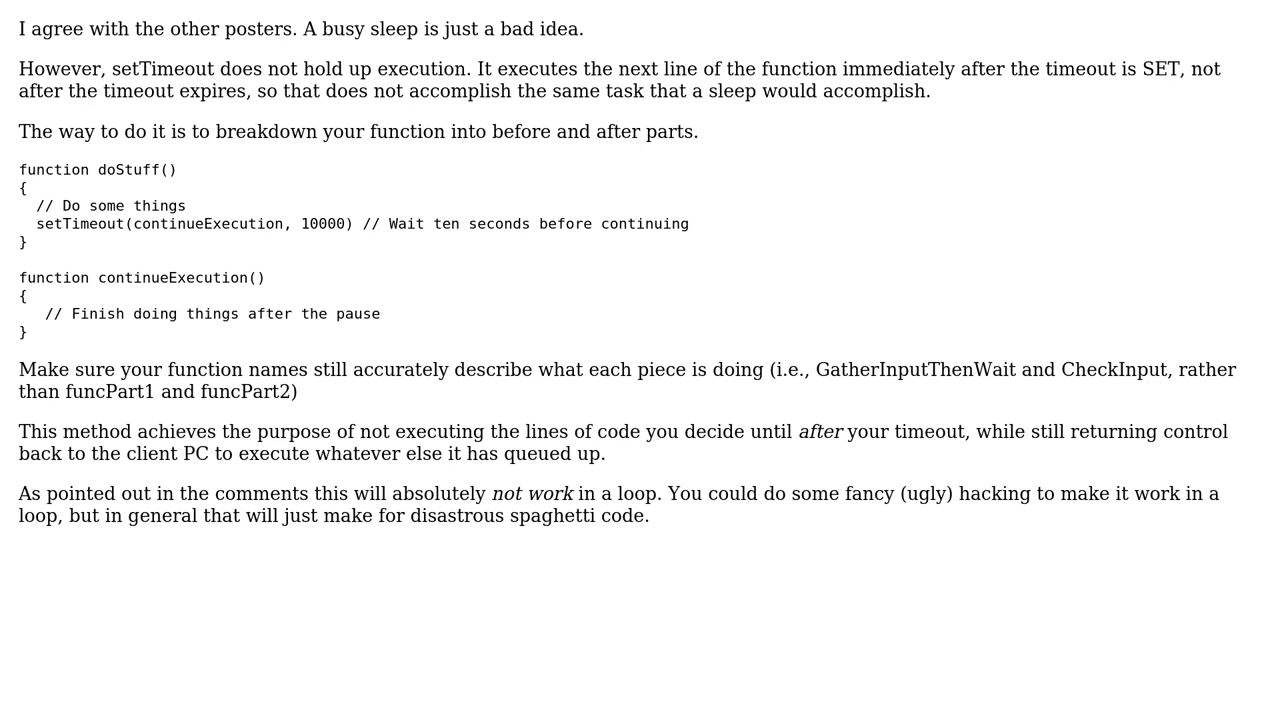 I agree with the other posters. A busy sleep is just a bad idea.
However, setTimeout does not hold up execution. It executes the next line of the function immediately after the timeout is SET, not
after the timeout expires, so that does not accomplish the same task that a sleep would accomplish.
The way to do it is to breakdown your function into before and after parts.
function doStuff()
{
  // Do some things
  setTimeout(continueExecution, 10000) // Wait ten seconds before continuing
}
function continueExecution()
{
   // Finish doing things after the pause
}
Make sure your function names still accurately describe what each piece is doing (i.e., GatherInputThenWait and CheckInput, rather
than funcPart1 and funcPart2)
This method achieves the purpose of not executing the lines of code you decide until after your timeout, while still returning control
back to the client PC to execute whatever else it has queued up.
As pointed out in the comments this will absolutely not work in a loop. You could do some fancy (ugly) hacking to make it work in a
loop, but in general that will just make for disastrous spaghetti code.